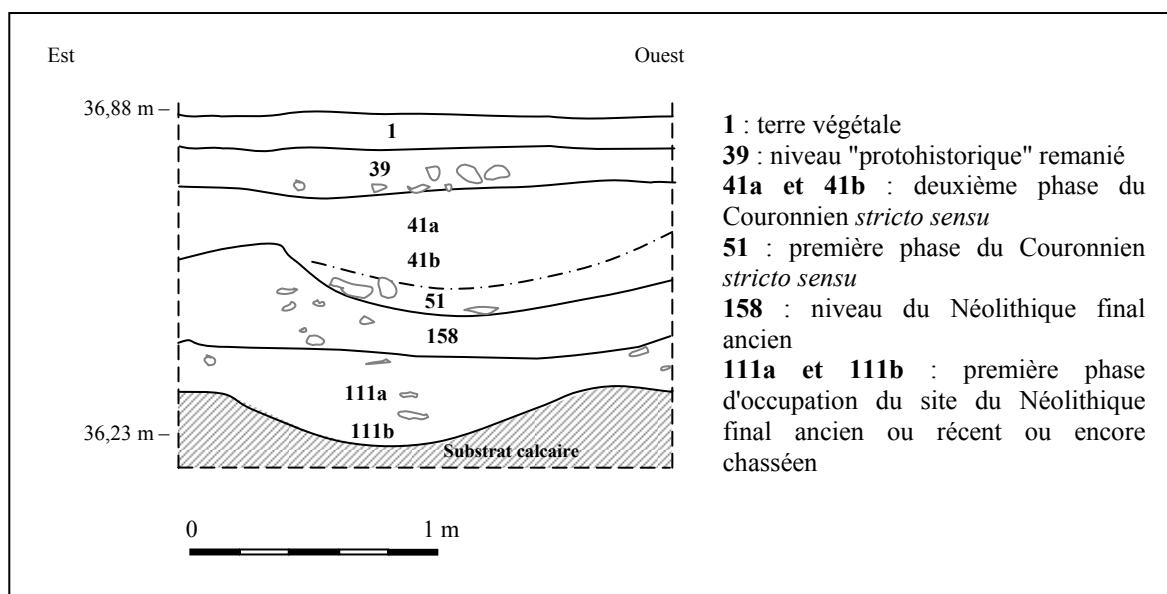 Est
Ouest
36,88 m –
1
39
41a
41b
51
158
111a
111b
36,23 m –
Substrat calcaire
0
1 m
1 : terre végétale
39 : niveau "protohistorique" remanié
41a et 41b : deuxième phase du
Couronnien stricto sensu
51 : première phase du Couronnien
stricto sensu
158 : niveau du Néolithique final
ancien
111a et 111b : première phase
d'occupation du site du Néolithique
final ancien ou récent ou encore
chasséen